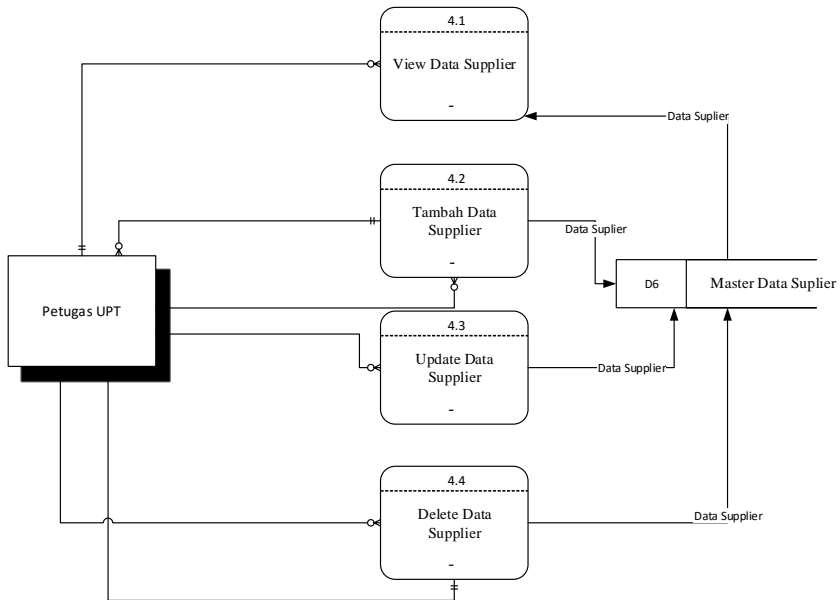 4.1
View Data Supplier
-
Data Suplier
4.2
Tambah Data
Supplier
-
Data Suplier
Petugas UPT
D6
Master Data Suplier
4.3
Update Data
Supplier
-
Data Supplier
4.4
Delete Data
Supplier
-
Data Supplier